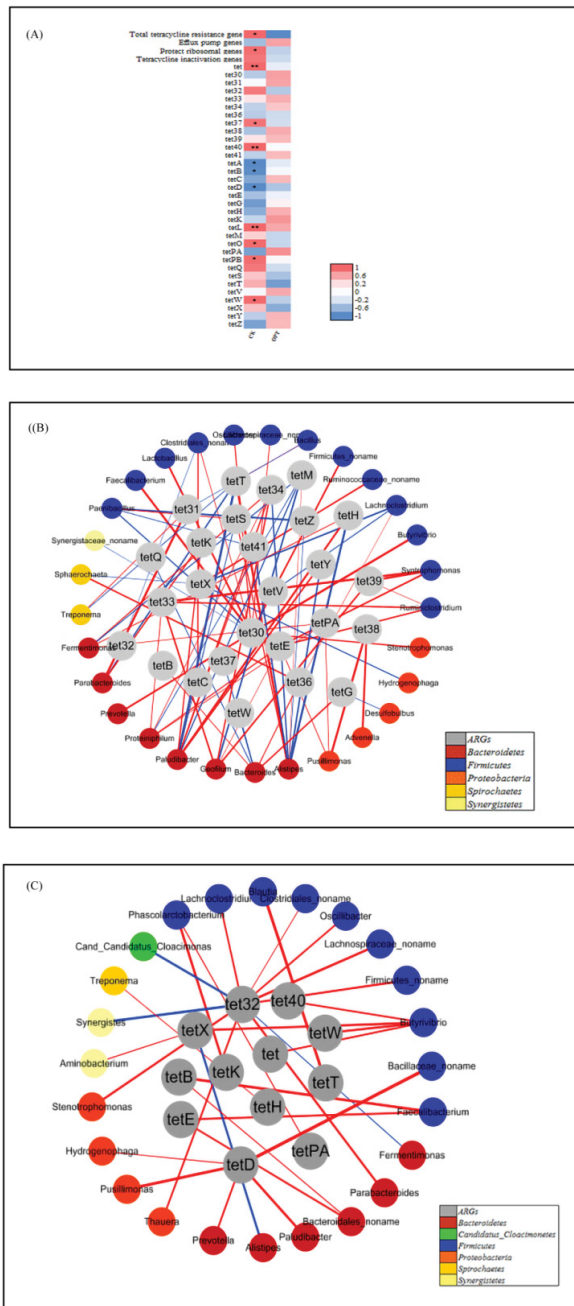 (A)
Total tetracycline resistance gene *
Efflux pump genes
Protect ribosomal genes *
Tetracycline inactivation genes
tet **
tet30
tet31
tet32
tet33
tet34
tet36
tet37 *
tet38
tet39
tet40 **
tet41
tetA *
tetB *
tetC
tetD *
tetE
tetG
tetH
tetK
tetL **
tetM
tetO *
tetPA
tetPB *
tetQ
tetS
tetT
tetV
tetW *
tetX
tetY
tetZ
1
0.6
0.2
0
-0.2
-0.6
-1
CK
OPT
((B)
Clostridiales_noname
Lachnospiraceae_noname
Bacillus
Lactobacillus
Firmicutes_noname
Faecalibacterium
Ruminococcaceae_noname
Paenibacillus
Lachnoclostridium
Synergistaceae_noname
Butyrivibrio
Sphaerochaeta
Syntrophomonas
Treponema
Ruminiclostridium
Fermentimonas
Stenotrophomonas
Parabacteroides
Hydrogenophaga
Prevotella
Desulfobulbus
Proteiniphilum
Advenella
Paludibacter
Pusillimonas
Bacteroides
Alistipes
tetT
tet34
tetM
tet31
tetS
tetZ
tetH
tetK
tet41
tetQ
tetX
tetY
tet39
tet33
tetV
tetPA
tet30
tet38
tet32
tetE
tetB
tet37
tetC
tet36
tetG
tetW
ARGs
Bacteroidetes
Firmicutes
Proteobacteria
Spirochaetes
Synergistetes
(C)
Blautia
Lachnoclostridium
Clostridiales_noname
Phascolarctobacterium
Oscillibacter
Cand_Candidatus_Cloacimonas
Lachnospiraceae_noname
Treponema
Firmicutes_noname
Synergistes
Butyrivibrio
Aminobacterium
Bacillaceae_noname
Stenotrophomonas
Faecalibacterium
Hydrogenophaga
Fermentimonas
Pusillimonas
Parabacteroides
Thauera
Bacteroidales_noname
Prevotella
Paludibacter
Alistipes
tet32
tet40
tetX
tetW
tet
tetB
tetK
tetT
tetE
tetH
tetD
tetPA
ARGs
Bacteroidetes
Candidatus_Cloacimonetes
Firmicutes
Proteobacteria
Spirochaetes
Synergistetes